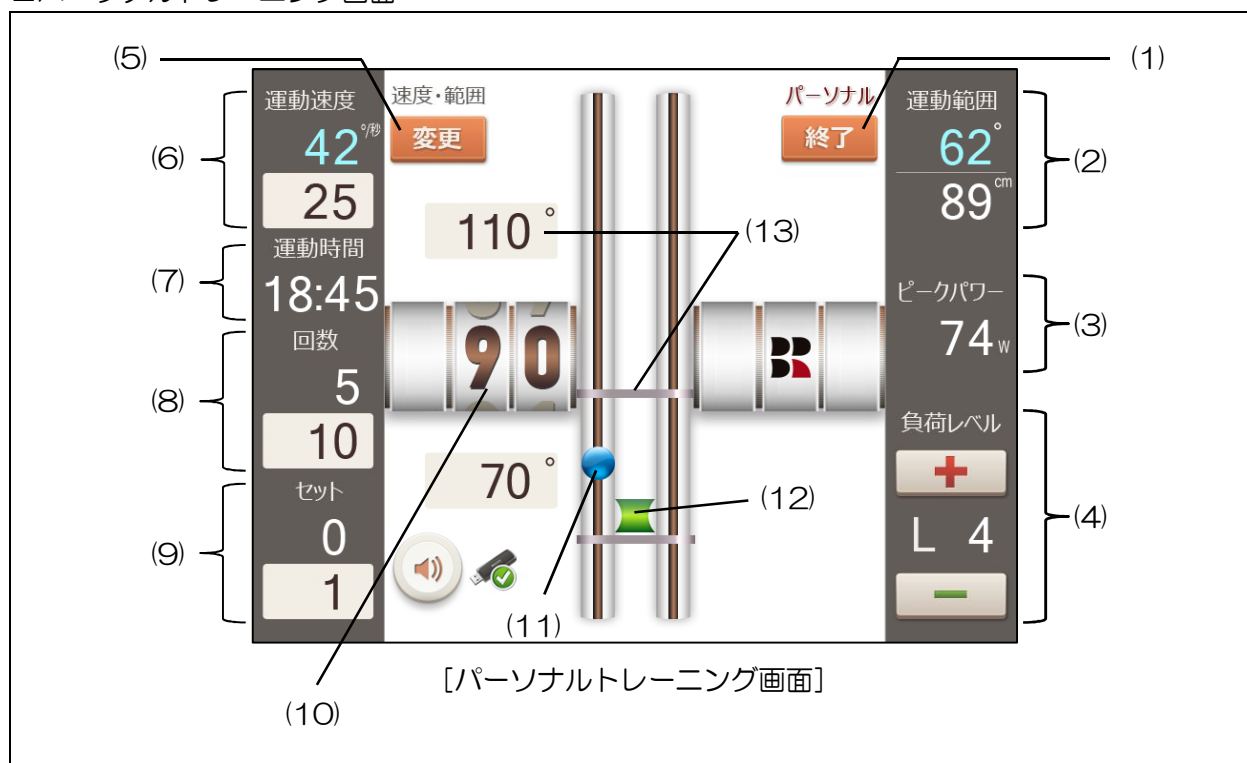 (5)
(1)
運動速度
42°/秒
25
運動時間
18:45
回数
5
10
セット
0
1
速度・範囲
変更
パーソナル
終了
運動範囲
62°
89cm
ピークパワー
74W
負荷レベル
+
L 4
−
110°
90
70°
(6)
(7)
(8)
(9)
(2)
(3)
(4)
(13)
(12)
(11)
(10)
[パーソナルトレーニング画面]